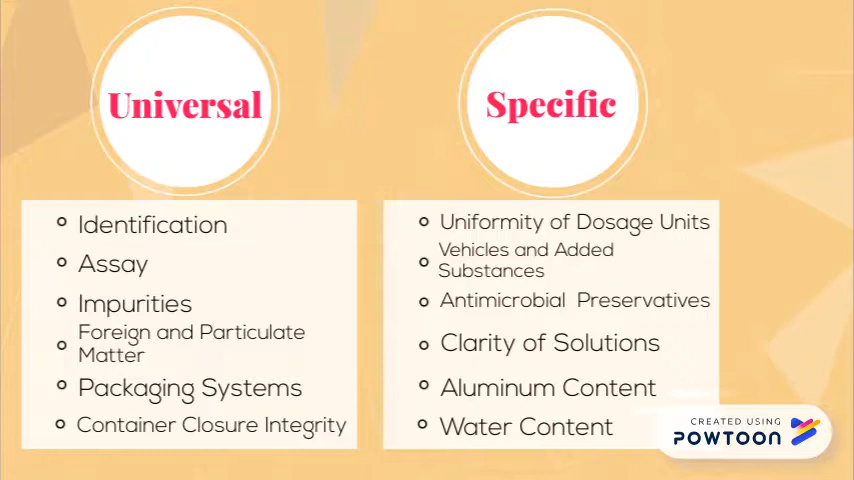 Universal
Identification
Assay
Impurities
Foreign and Particulate
Matter
Packaging Systems
Container Closure Integrity
Specific
Uniformity of Dosage Units
Vehicles and Added
Substances
Antimicrobial Preservatives
Clarity of Solutions
Aluminum Content
Water Content
CREATED USING
POWTOON